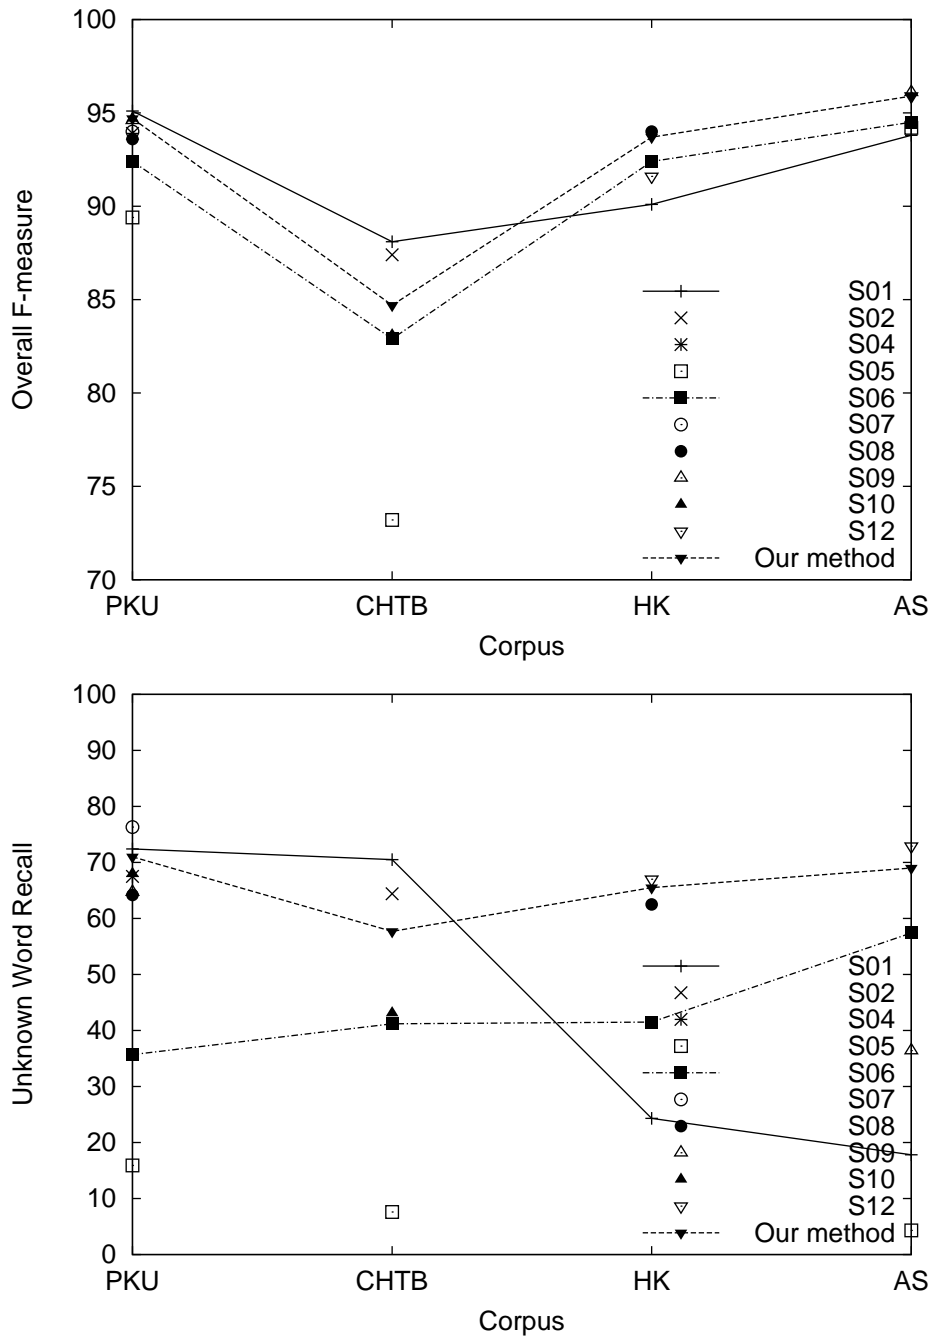 100
95
90
85
80
75
70
Overall F-measure
S01
S02
S04
S05
S06
S07
S08
S09
S10
S12
Our method
PKU CHTB HK AS
Corpus
100
90
80
70
60
50
40
30
20
10
0
Unknown Word Recall
S01
S02
S04
S05
S06
S07
S08
S09
S10
S12
Our method
PKU CHTB HK AS
Corpus